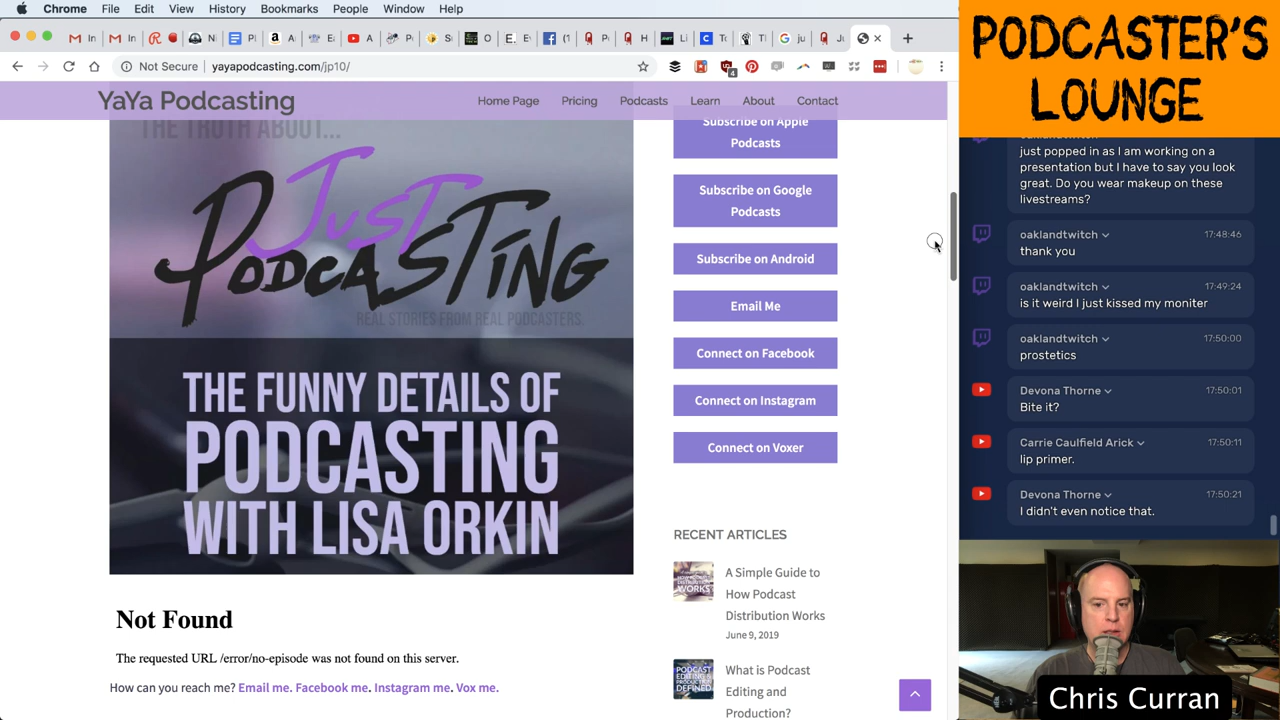 Chrome File Edit View History Bookmarks People Window Help
Not Secure yayapodcasting.com/jp10/
4
YaYa Podcasting
Home Page Pricing Podcasts Learn About Contact
THE TRUTH ABOUT...
JUST
PODCASTING
REAL STORIES FROM REAL PODCASTERS.
THE FUNNY DETAILS OF
PODCASTING
WITH LISA ORKIN
Not Found
The requested URL /error/no-episode was not found on this server.
How can you reach me? Email me. Facebook me. Instagram me. Vox me.
Subscribe on Apple
Podcasts
Subscribe on Google
Podcasts
Subscribe on Android
Email Me
Connect on Facebook
Connect on Instagram
Connect on Voxer
RECENT ARTICLES
A Simple Guide to
How Podcast
Distribution Works
June 9, 2019
What is Podcast
Editing and
Production?
PODCASTER'S
LOUNGE
oaklandtwitch
just popped in as I am working on a
presentation but I have to say you look
great. Do you wear makeup on these
livestreams?
oaklandtwitch 17:48:46
thank you
oaklandtwitch 17:49:24
is it weird I just kissed my moniter
oaklandtwitch 17:50:00
prostetics
Devona Thorne 17:50:01
Bite it?
Carrie Caulfield Arick 17:50:11
lip primer.
Devona Thorne 17:50:21
I didn't even notice that.
Chris Curran